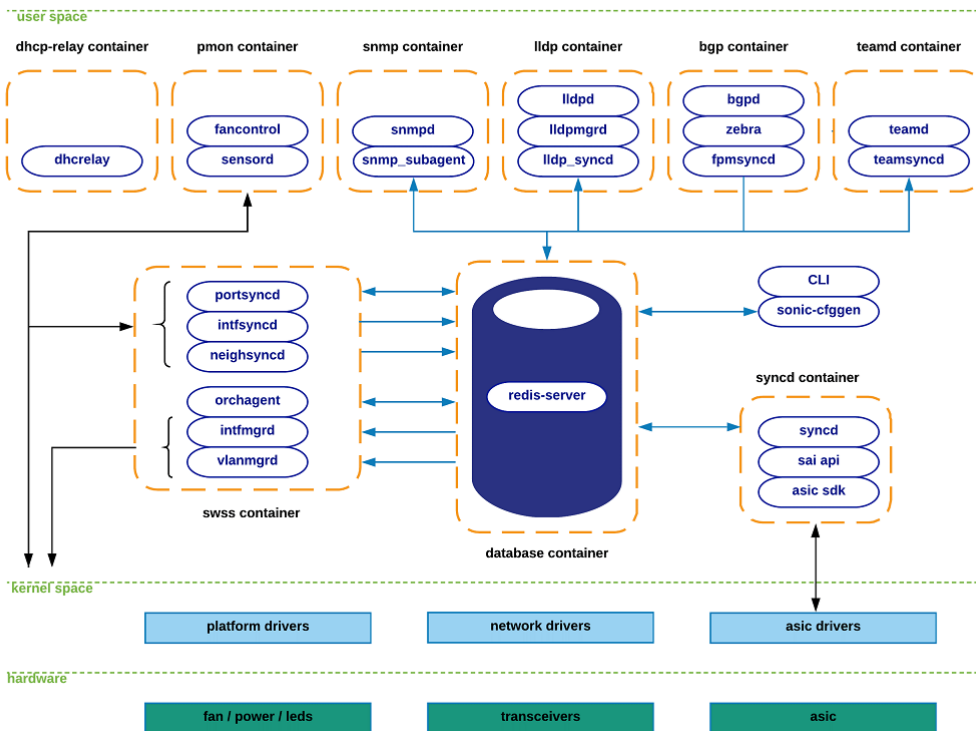 user space
dhcp-relay container
pmon container
snmp container
lldp container
bgp container
teamd container
dhcrelay
fancontrol
sensord
snmpd
snmp_subagent
lldpd
lldpmgrd
lldp_syncd
bgpd
zebra
fpmsyncd
teamd
teamsyncd
portsyncd
intfsyncd
neighsyncd
orchagent
intfmgrd
vlanmgrd
swss container
redis-server
database container
CLI
sonic-cfggen
syncd container
syncd
sai api
asic sdk
kernel space
platform drivers
network drivers
asic drivers
hardware
fan / power / leds
transceivers
asic